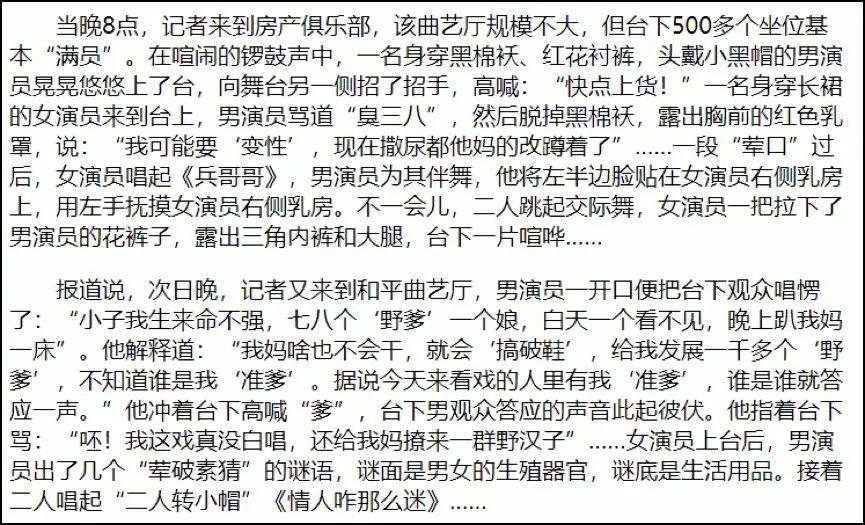 当晚8点，记者来到房产俱乐部，该曲艺厅规模不大，但台下500多个坐位基
本“满员”。在喧闹的锣鼓声中，一名身穿黑棉袄、红花衬裤，头戴小黑帽的男演
员晃晃悠悠上了台，向舞台另一侧招了招手，高喊：“快点上货！”一名身穿长裙
的女演员来到台上，男演员骂道“臭三八”，然后脱掉黑棉袄，露出胸前的红色乳
罩，说：“我可能要‘变性’，现在撒尿都他妈的改蹲着了”……一段“荤口”过
后，女演员唱起《兵哥哥》，男演员为其伴舞，他将左半边脸贴在女演员右侧乳房
上，用左手抚摸女演员右侧乳房。不一会儿，二人跳起交际舞，女演员一把拉下了
男演员的花裤子，露出三角内裤和大腿，台下一片喧哗……
报道说，次日晚，记者又来到和平曲艺厅，男演员一开口便把台下观众唱愣
了：“小子我生来命不强，七八个‘野爹’一个娘，白天一个看不见，晚上趴我妈
一床”。他解释道：“我妈啥也不会干，就会‘搞破鞋’，给我发展一千多个‘野
爹’，不知道谁是我‘准爹’。据说今天来看戏的人里有我‘准爹’，谁是谁就答
应一声。”他冲着台下高喊“爹”，台下男观众答应的声音此起彼伏。他指着台下
骂：“呸！我这戏真没白唱，还给我妈撩来一群野汉子”……女演员上台后，男演
员出了几个“荤破素猜”的谜语，谜面是男女的生殖器官，谜底是生活用品。接着
二人唱起“二人转小帽”《情人咋那么迷》……